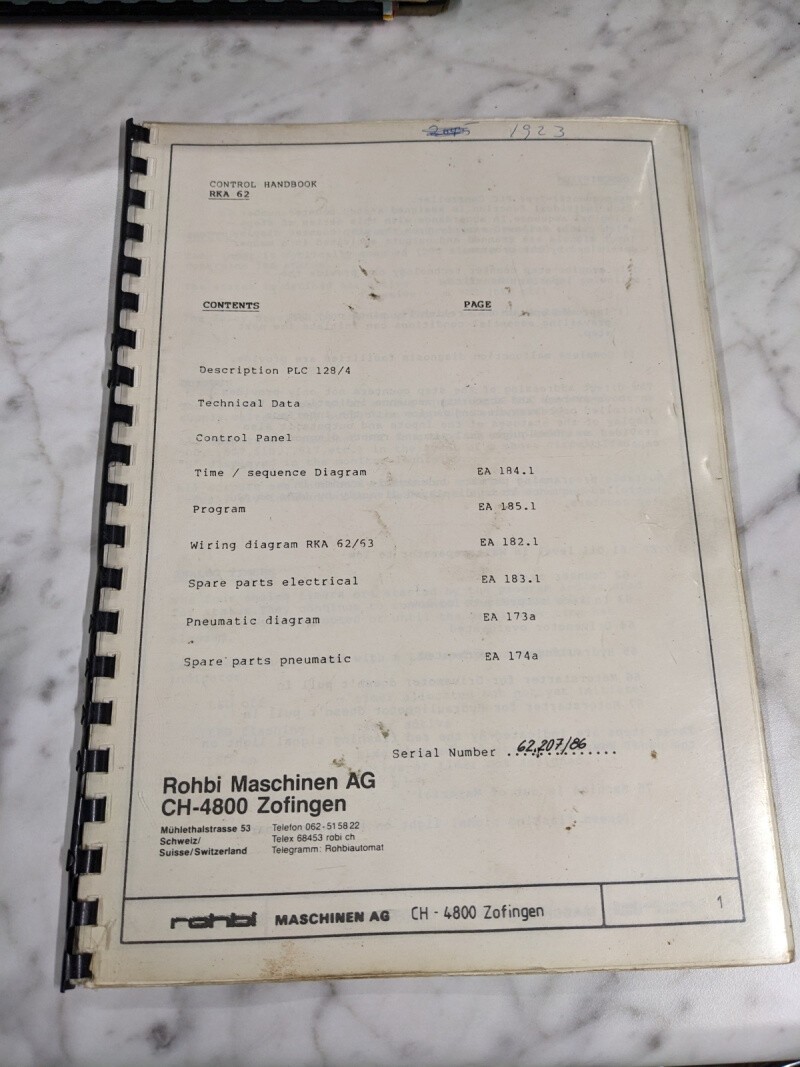 1923
CONTROL HANDBOOK
RKA 62
CONTENTS PAGE
Description PLC 128/4
Technical Data
Control Panel
Time / sequence Diagram EA 184.1
Program EA 185.1
Wiring diagram RKA 62/63 EA 182.1
Spare parts electrical EA 183.1
Pneumatic diagram EA 173a
Spare parts pneumatic EA 174a
Serial Number 62.207/86
Rohbi Maschinen AG
CH-4800 Zofingen
Mühlethalstrasse 53 Telefon 062-51 58 22
Schweiz/ Telex 68453 robi ch
Suisse/Switzerland Telegramm: Rohbiautomat
rohbi MASCHINEN AG CH - 4800 Zofingen 1